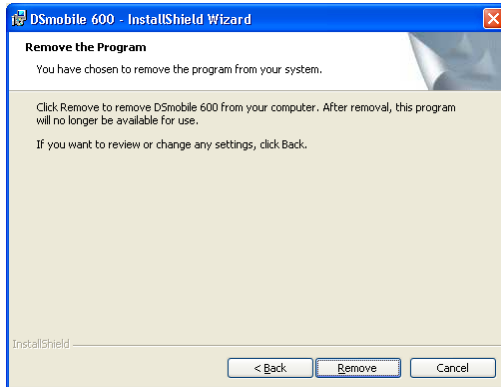 DSmobile 600 - InstallShield Wizard
Remove the Program
You have chosen to remove the program from your system.
Click Remove to remove DSmobile 600 from your computer. After removal, this program
will no longer be available for use.
If you want to review or change any settings, click Back.
InstallShield
< Back Remove Cancel